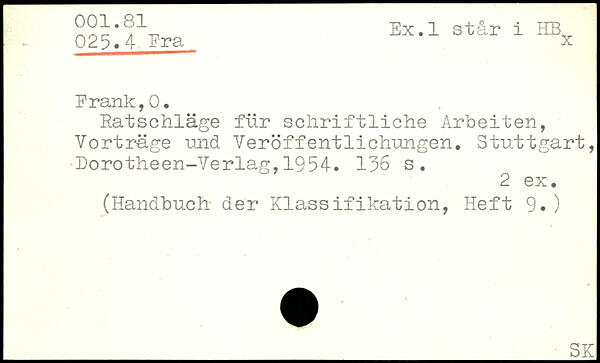 001.81
025.4 Fra
Ex.1 står i HBx
Frank,O.
Ratschläge für schriftliche Arbeiten,
Vorträge und Veröffentlichungen. Stuttgart,
Dorotheen-Verlag,1954. 136 s.
2 ex.
(Handbuch der Klassifikation, Heft 9.)
SK